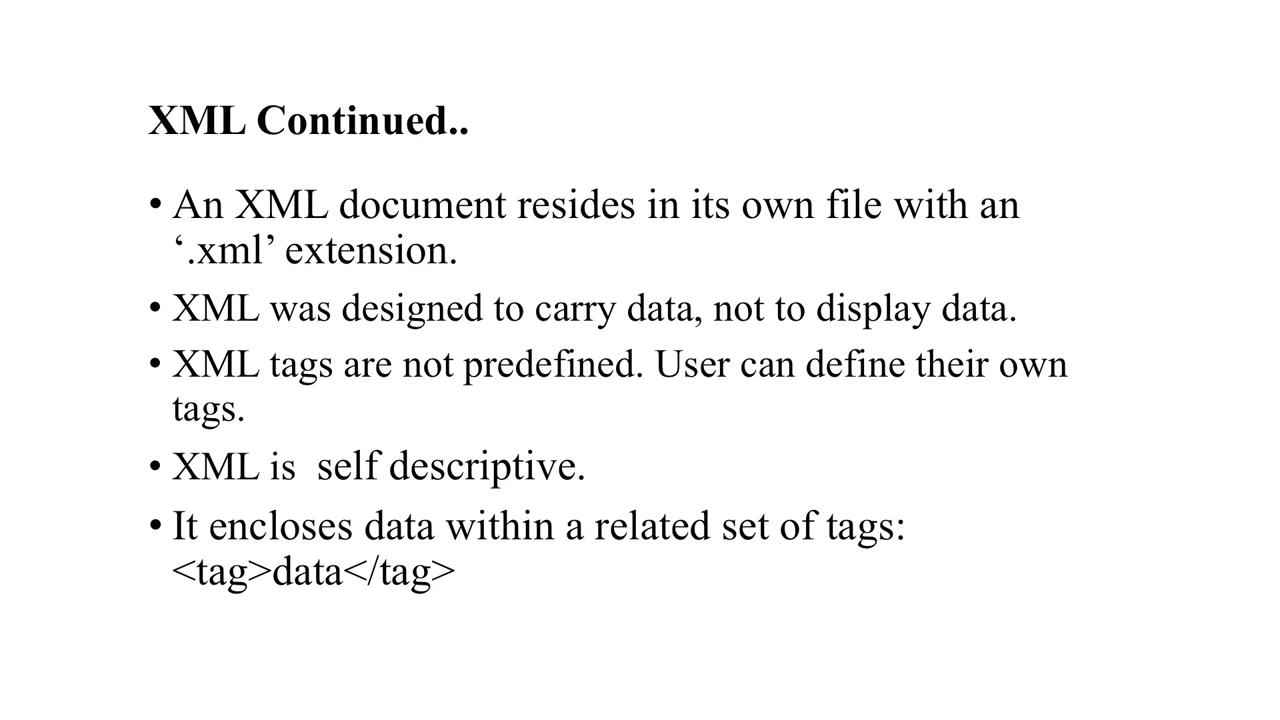 XML Continued..
• An XML document resides in its own file with an
‘.xml’ extension.
• XML was designed to carry data, not to display data.
• XML tags are not predefined. User can define their own
tags.
• XML is  self descriptive.
• It encloses data within a related set of tags:
<tag>data</tag>